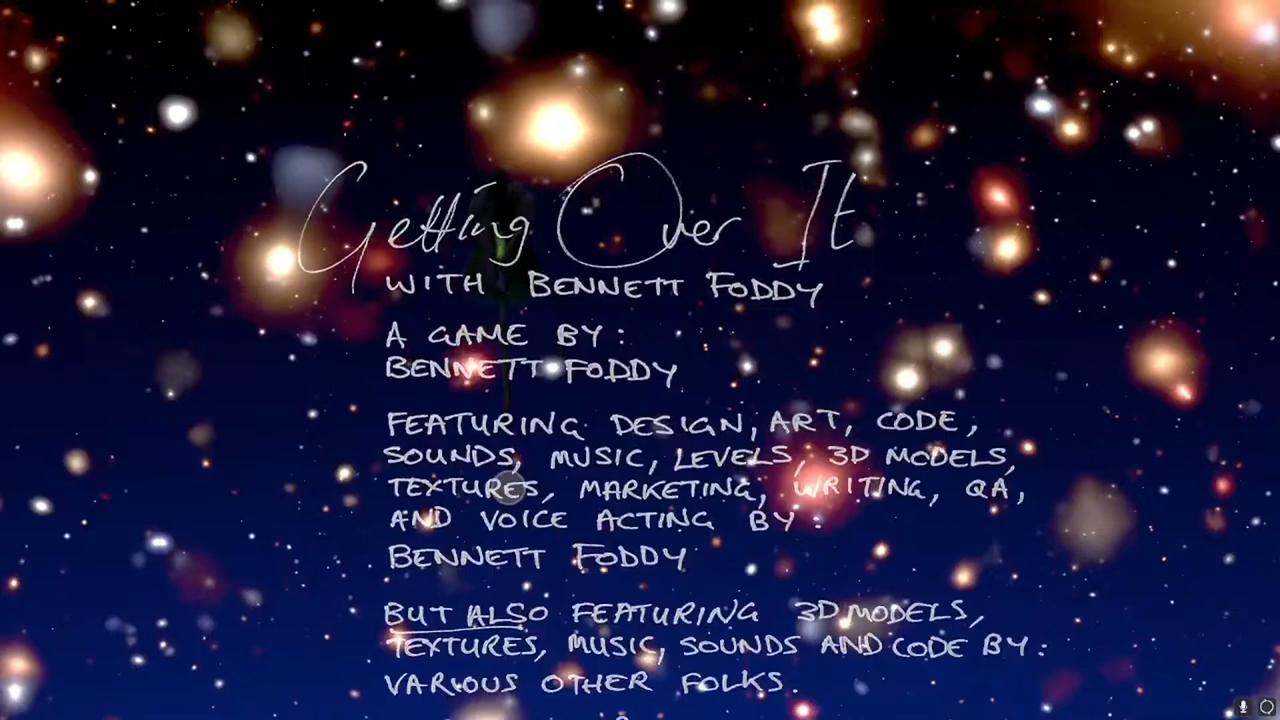 Getting Over It
WITH BENNETT FODDY
A GAME BY:
BENNETT FODDY
FEATURING DESIGN, ART, CODE,
SOUNDS, MUSIC, LEVELS, 3D MODELS,
TEXTURES, MARKETING, WRITING, QA,
AND VOICE ACTING BY:
BENNETT FODDY
BUT ALSO FEATURING 3D MODELS,
TEXTURES, MUSIC, SOUNDS AND CODE BY:
VARIOUS OTHER FOLKS.